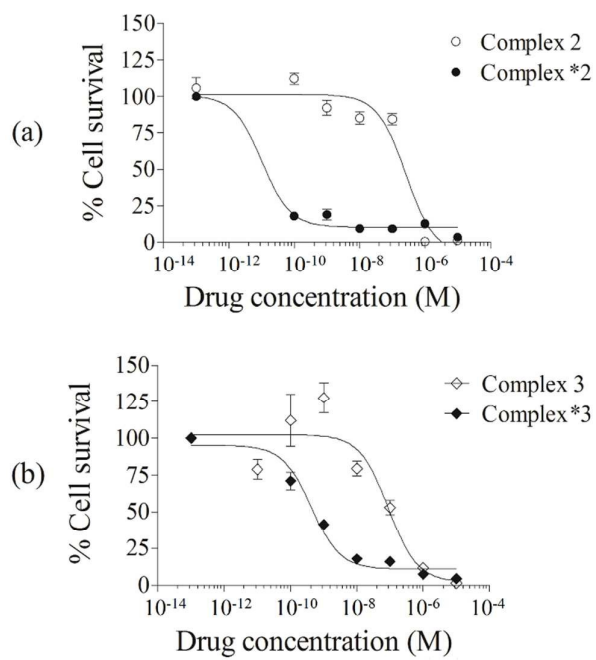 (a)
% Cell survival
150
125
100
75
50
25
0
10-14
10-12
10-10
10-8
10-6
10-4
Drug concentration (M)
Complex 2
Complex *2
(b)
% Cell survival
150
125
100
75
50
25
0
10-14
10-12
10-10
10-8
10-6
10-4
Drug concentration (M)
Complex 3
Complex*3